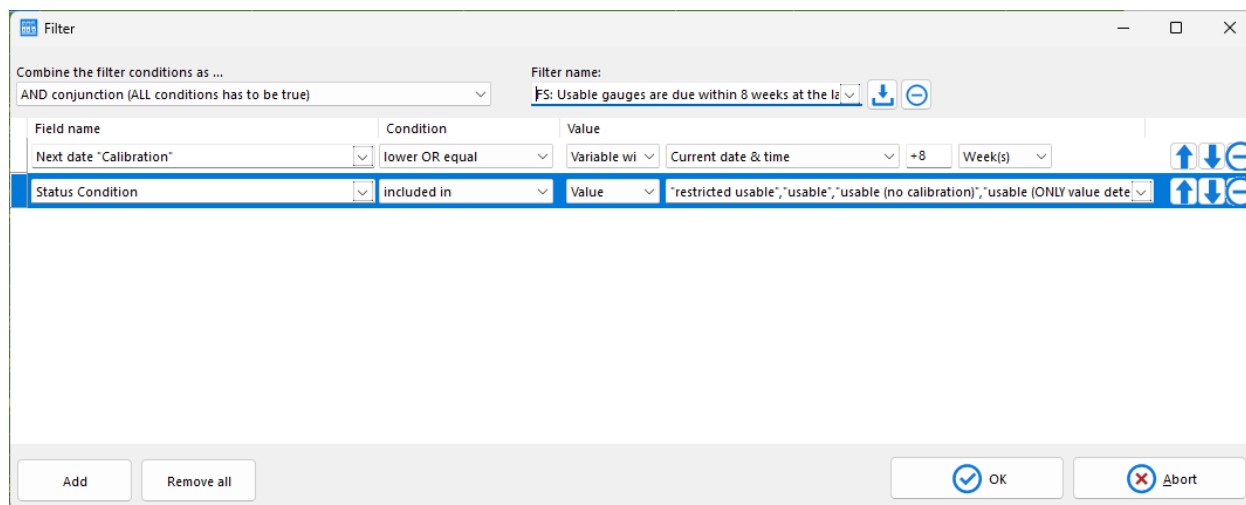 Filter
Combine the filter conditions as ...
Filter name:
AND conjunction (ALL conditions has to be true)
FS: Usable gauges are due within 8 weeks at the
Field name Condition Value
Next date "Calibration" lower OR equal Variable wi Current date & time +8 Week(s)
Status Condition included in Value "restricted usable","usable","usable (no calibration)","usable (ONLY value dete
Add Remove all OK Abort